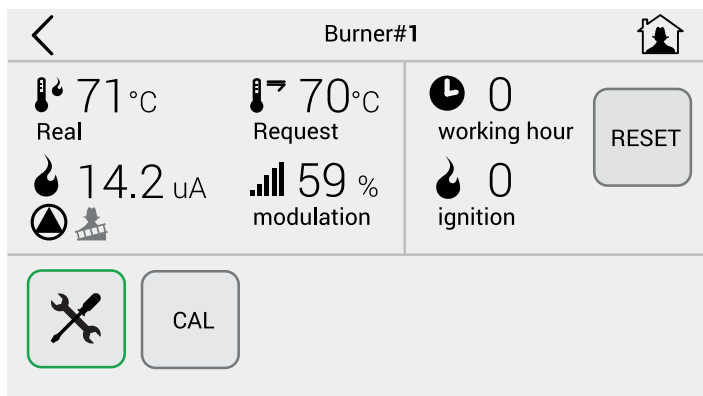 Burner#1
71°C
Real
70°C
Request
0
working hour
RESET
14.2 uA
59 %
modulation
0
ignition
CAL